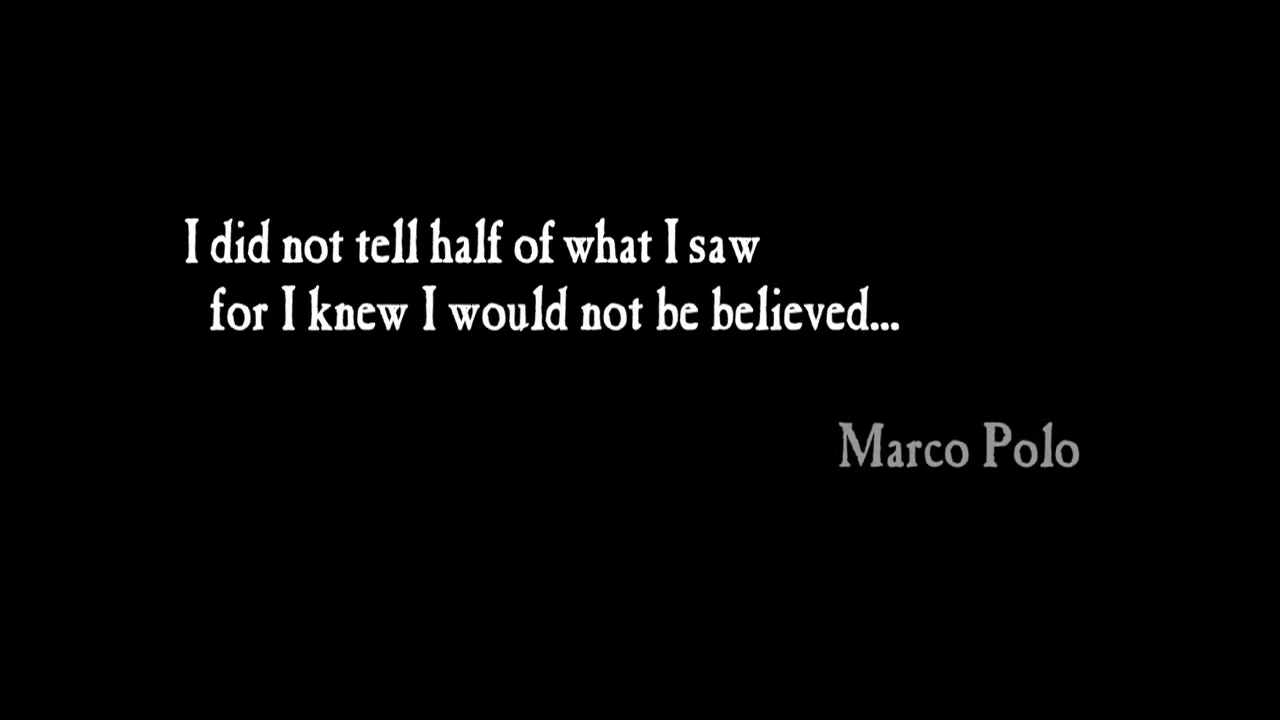 I did not tell half of what I saw
for I knew I would not be believed...
Marco Polo